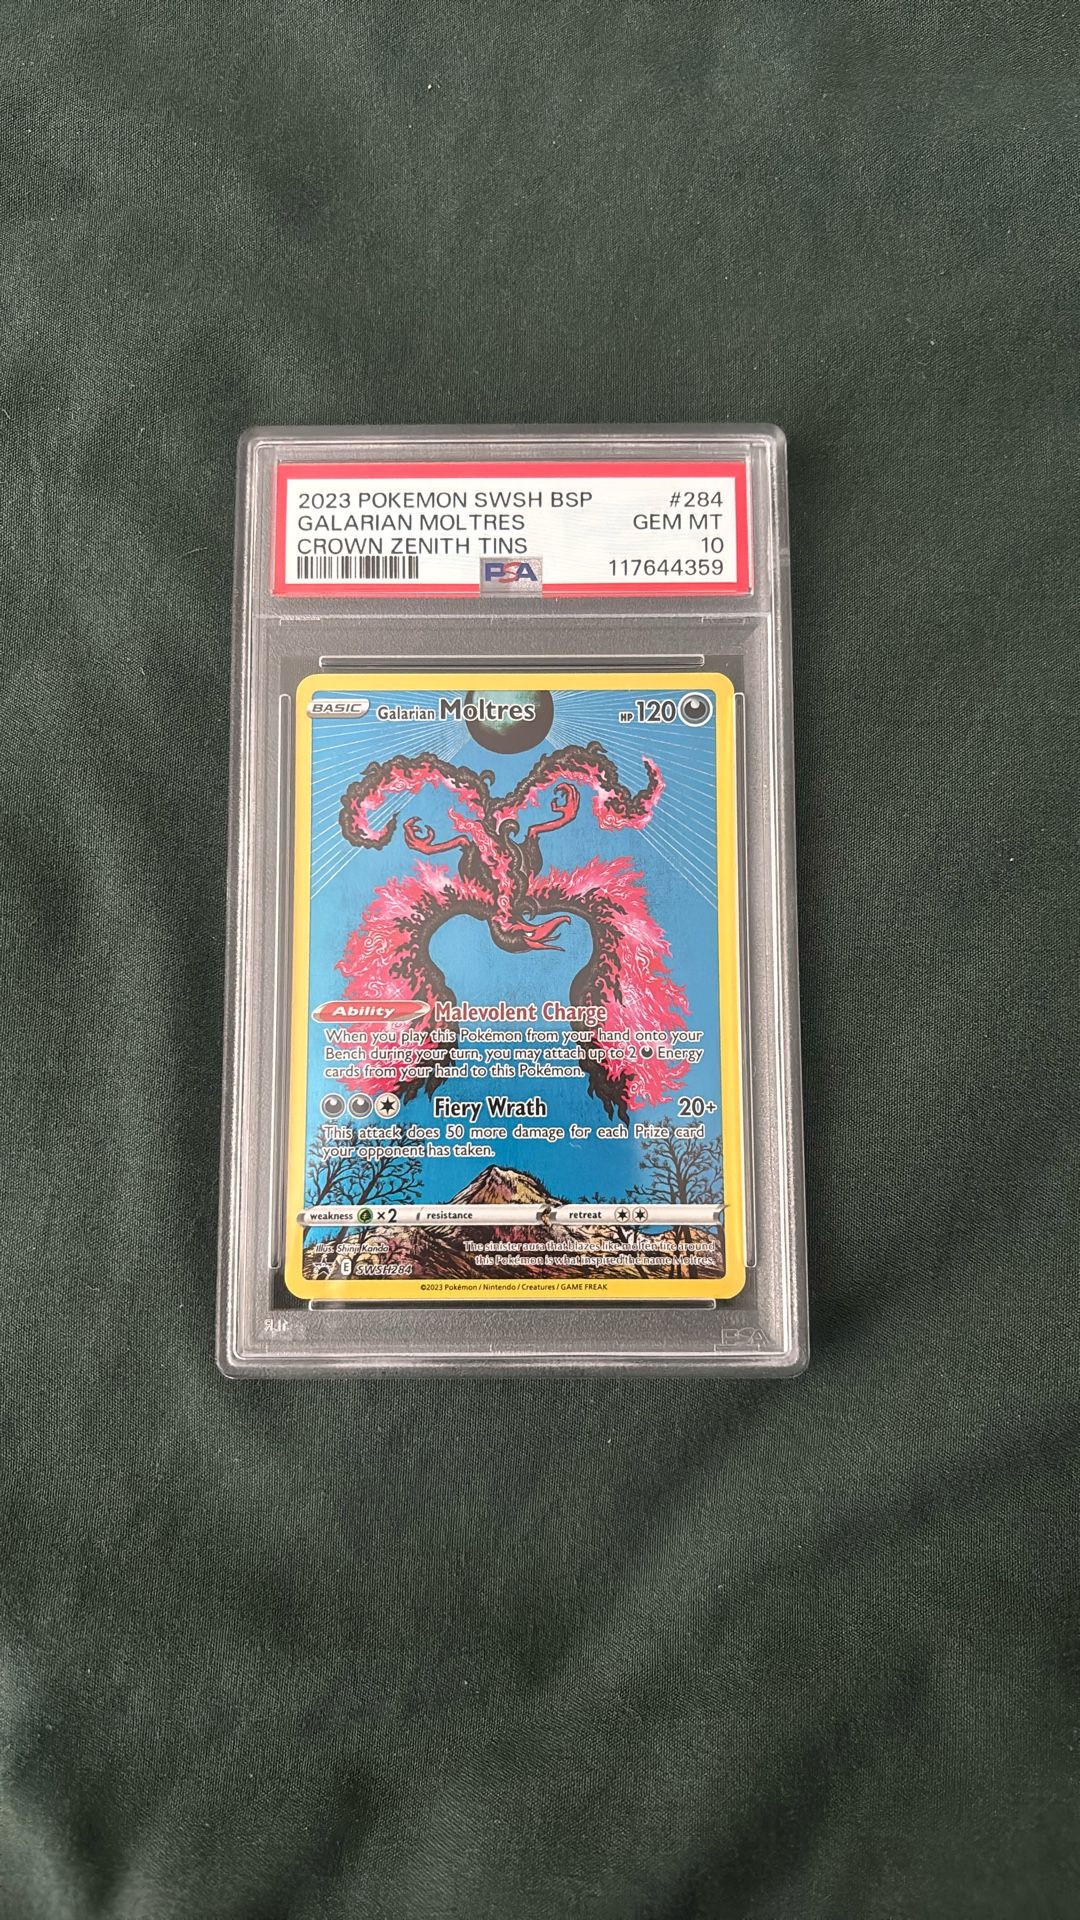 2023 POKEMON SWSH BSP #284
GALARIAN MOLTRES GEM MT
CROWN ZENITH TINS 10
PSA 117644359
BASIC Galarian Moltres HP 120
Ability Malevolent Charge
When you play this Pokémon from your hand onto your
Bench during your turn, you may attach up to 2 Energy
cards from your hand to this Pokémon.
Fiery Wrath 20+
This attack does 50 more damage for each Prize card
your opponent has taken.
weakness ×2 resistance retreat
Illus. Shinji Kanda
The sinister aura that blazes like molten fire around
this Pokémon is what inspired the name Moltres.
E SWSH284
©2023 Pokémon / Nintendo / Creatures / GAME FREAK
PSA